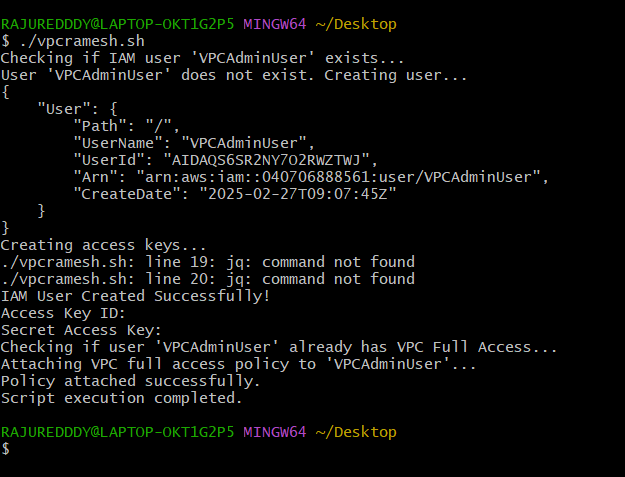 RAJUREDDDY@LAPTOP-OKT1G2P5 MINGW64 ~/Desktop
$ ./vpcramesh.sh
Checking if IAM user 'VPCAdminUser' exists...
User 'VPCAdminUser' does not exist. Creating user...
{
    "User": {
        "Path": "/",
        "UserName": "VPCAdminUser",
        "UserId": "AIDAQS6SR2NY7O2RWZTWJ",
        "Arn": "arn:aws:iam::040706888561:user/VPCAdminUser",
        "CreateDate": "2025-02-27T09:07:45Z"
    }
}
Creating access keys...
./vpcramesh.sh: line 19: jq: command not found
./vpcramesh.sh: line 20: jq: command not found
IAM User Created Successfully!
Access Key ID:
Secret Access Key:
Checking if user 'VPCAdminUser' already has VPC Full Access...
Attaching VPC full access policy to 'VPCAdminUser'...
Policy attached successfully.
Script execution completed.
RAJUREDDDY@LAPTOP-OKT1G2P5 MINGW64 ~/Desktop
$